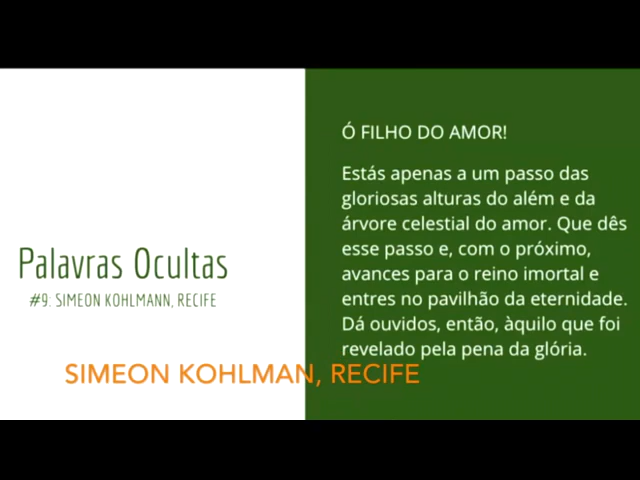 Palavras Ocultas
#9: SIMEON KOHLMANN, RECIFE
Ó FILHO DO AMOR!
Estás apenas a um passo das
gloriosas alturas do além e da
árvore celestial do amor. Que dês
esse passo e, com o próximo,
avances para o reino imortal e
entres no pavilhão da eternidade.
Dá ouvidos, então, àquilo que foi
revelado pela pena da glória.
SIMEON KOHLMAN, RECIFE